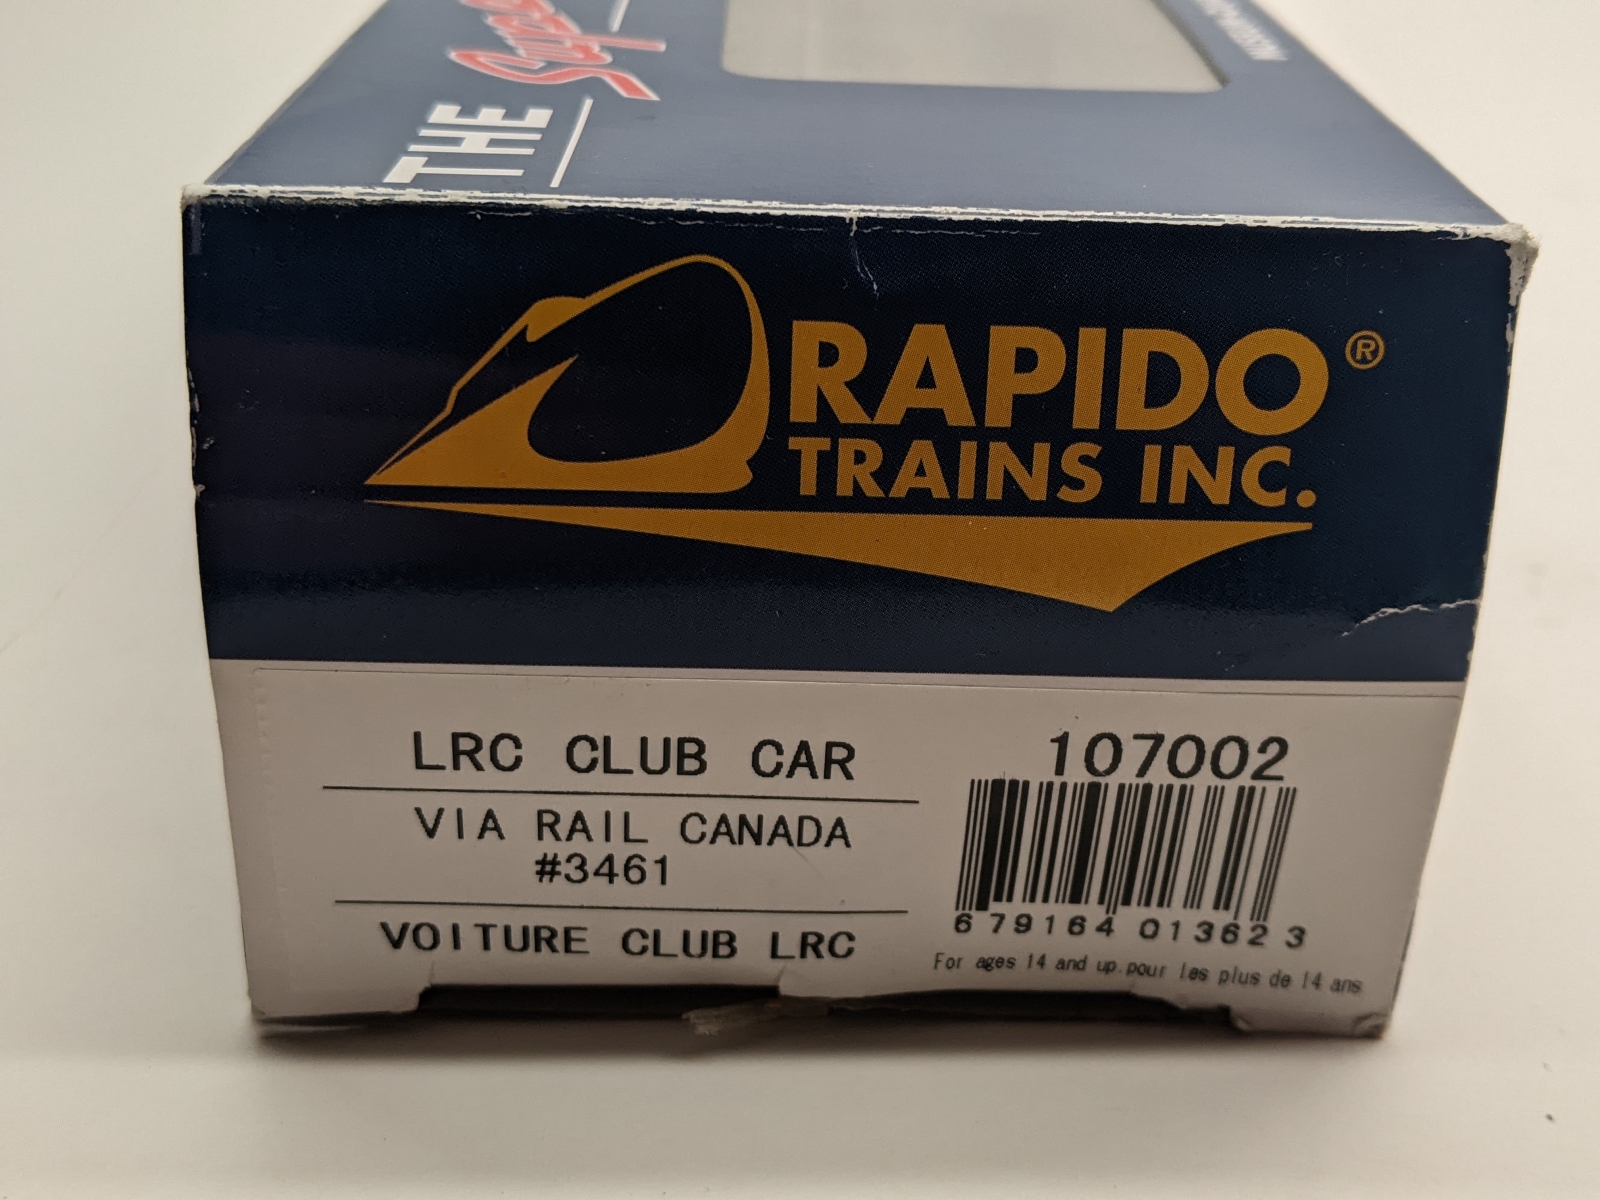 THE
RAPIDO®
TRAINS INC.
LRC CLUB CAR
VIA RAIL CANADA
#3461
VOITURE CLUB LRC
107002
6 79164 01362 3
For ages 14 and up.pour les plus de 14 ans